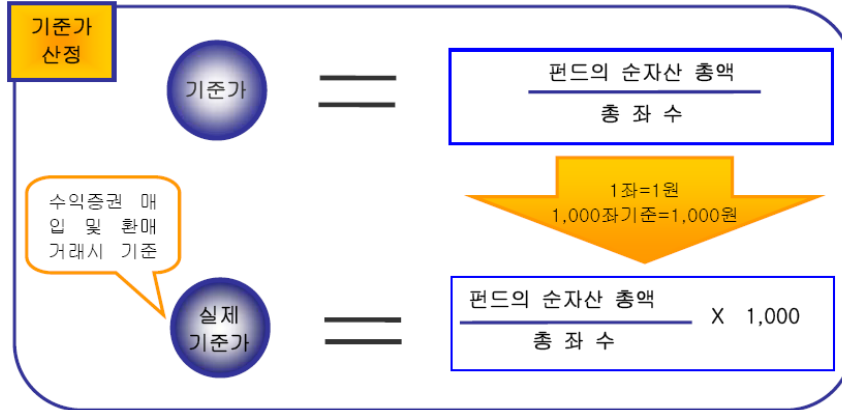 기준가
산정
기준가
펀드의 순자산 총액
총 좌 수
1좌=1원
1,000좌기준=1,000원
수익증권 매
입 및 환매
거래시 기준
실제
기준가
펀드의 순자산 총액
총 좌 수
X 1,000